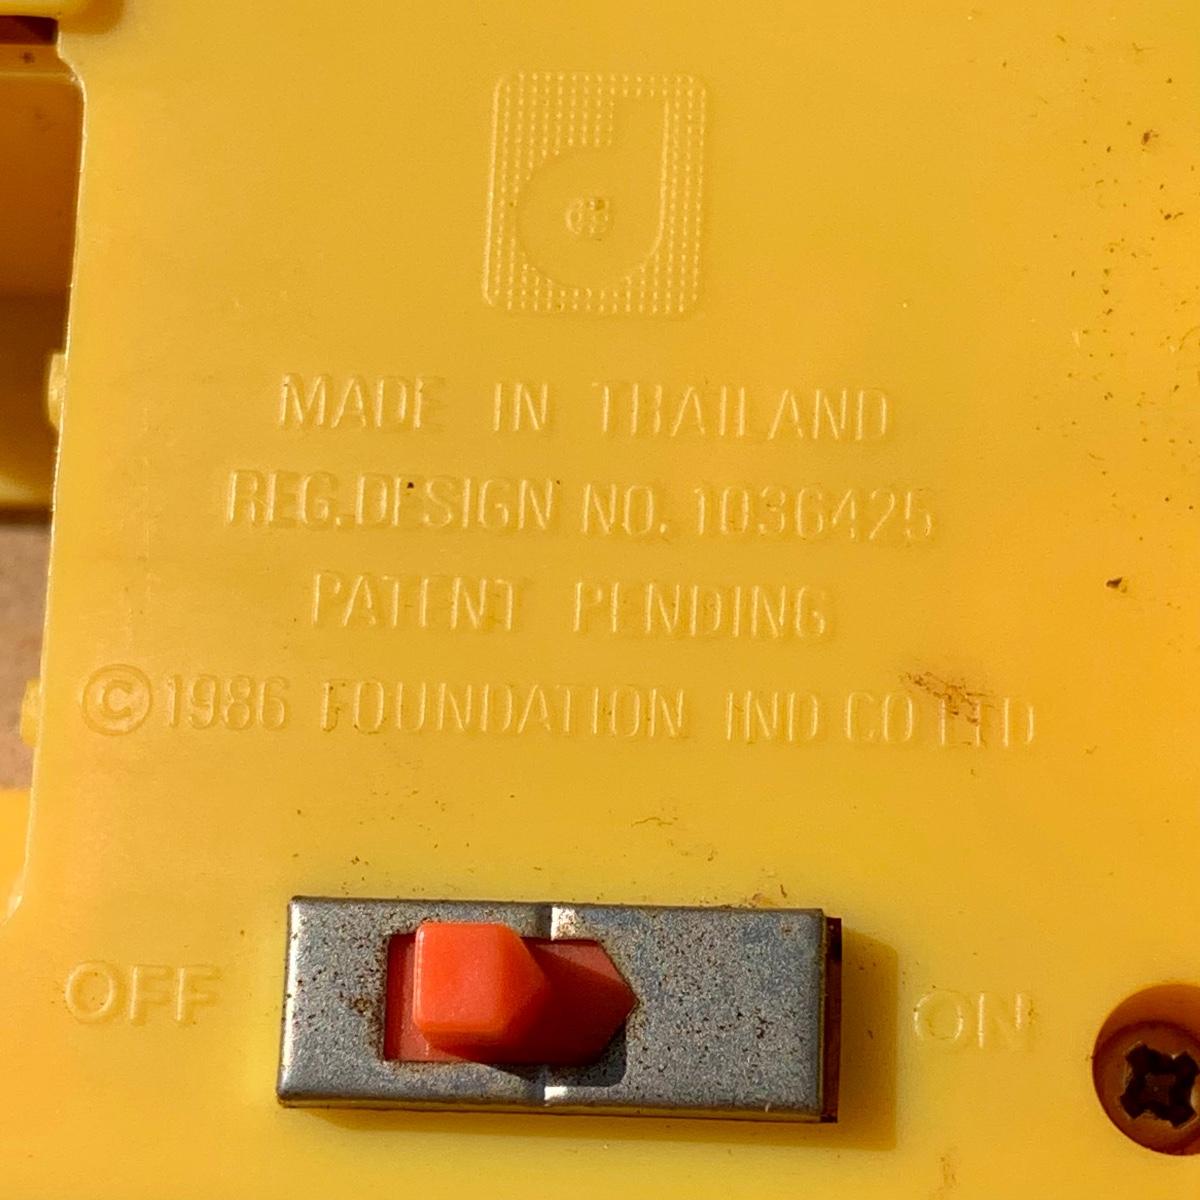 MADE IN THAILAND
REG.DESIGN NO. 1036425
PATENT PENDING
©1986 FOUNDATION IND CO LTD
OFF
ON